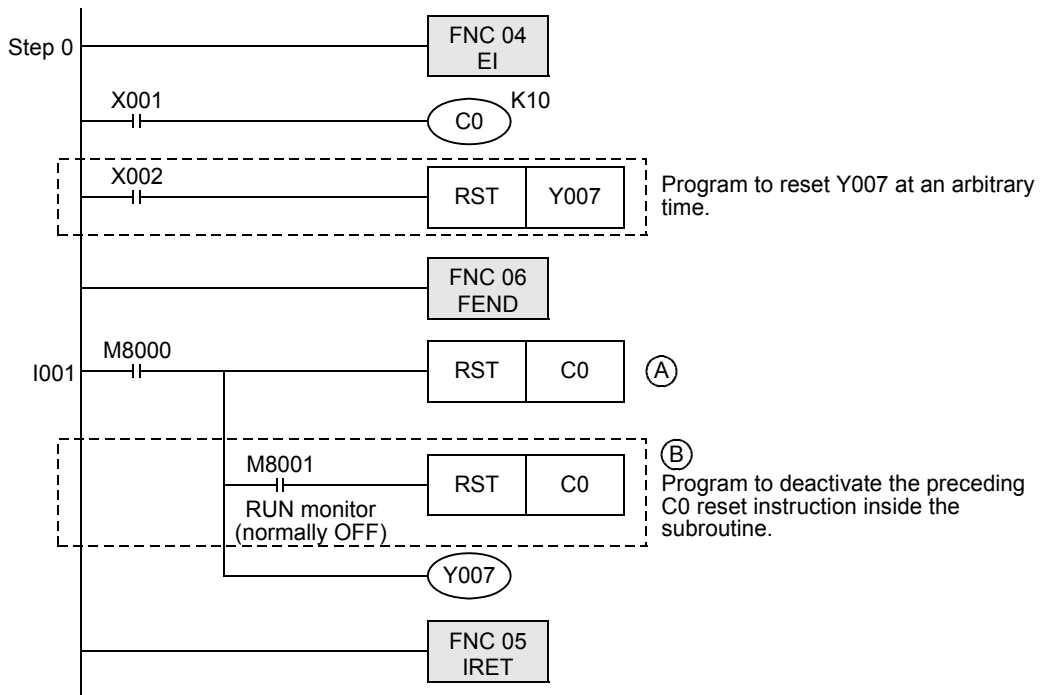 Step 0
FNC 04
EI
X001
C0
K10
X002
RST
Y007
Program to reset Y007 at an arbitrary
time.
FNC 06
FEND
I001
M8000
RST
C0
A
M8001
RUN monitor
(normally OFF)
RST
C0
B
Program to deactivate the preceding
C0 reset instruction inside the
subroutine.
Y007
FNC 05
IRET